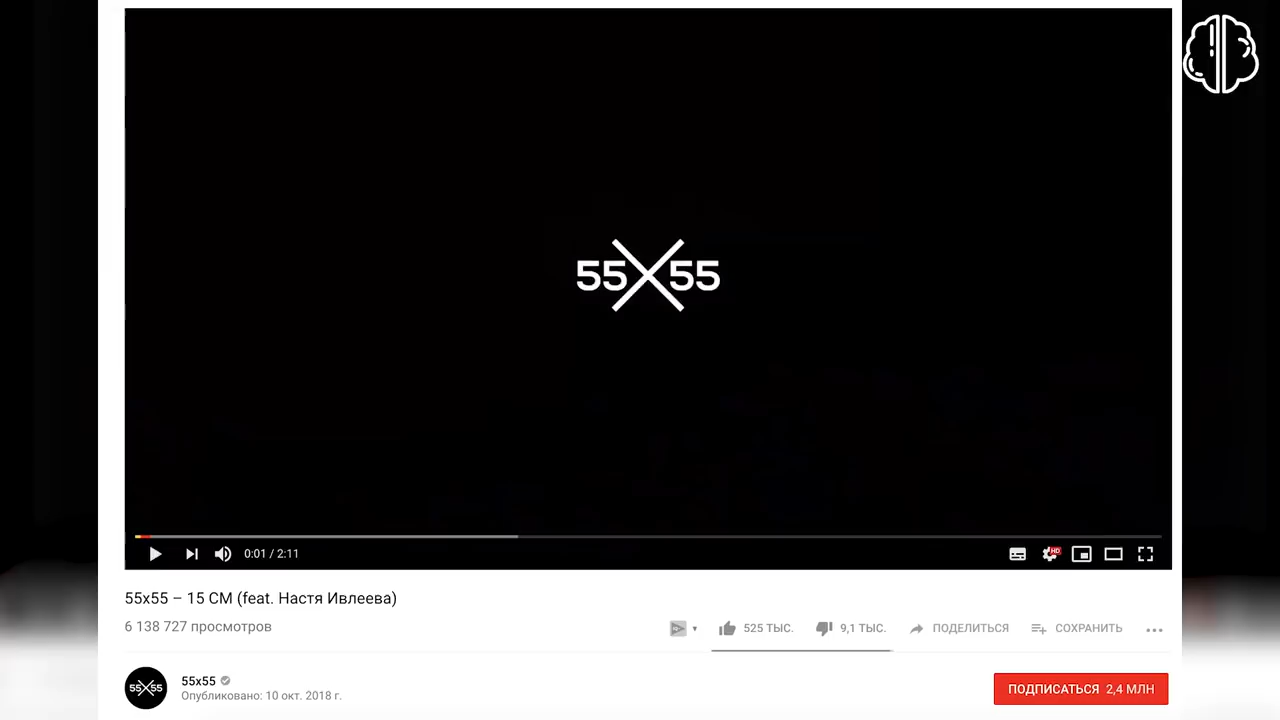 55X55
HD
0:01 / 2:11
55x55 – 15 СМ (feat. Настя Ивлеева)
6 138 727 просмотров
525 ТЫС.
9,1 ТЫС.
ПОДЕЛИТЬСЯ
СОХРАНИТЬ
55X55
55x55
Опубликовано: 10 окт. 2018 г.
ПОДПИСАТЬСЯ 2,4 МЛН